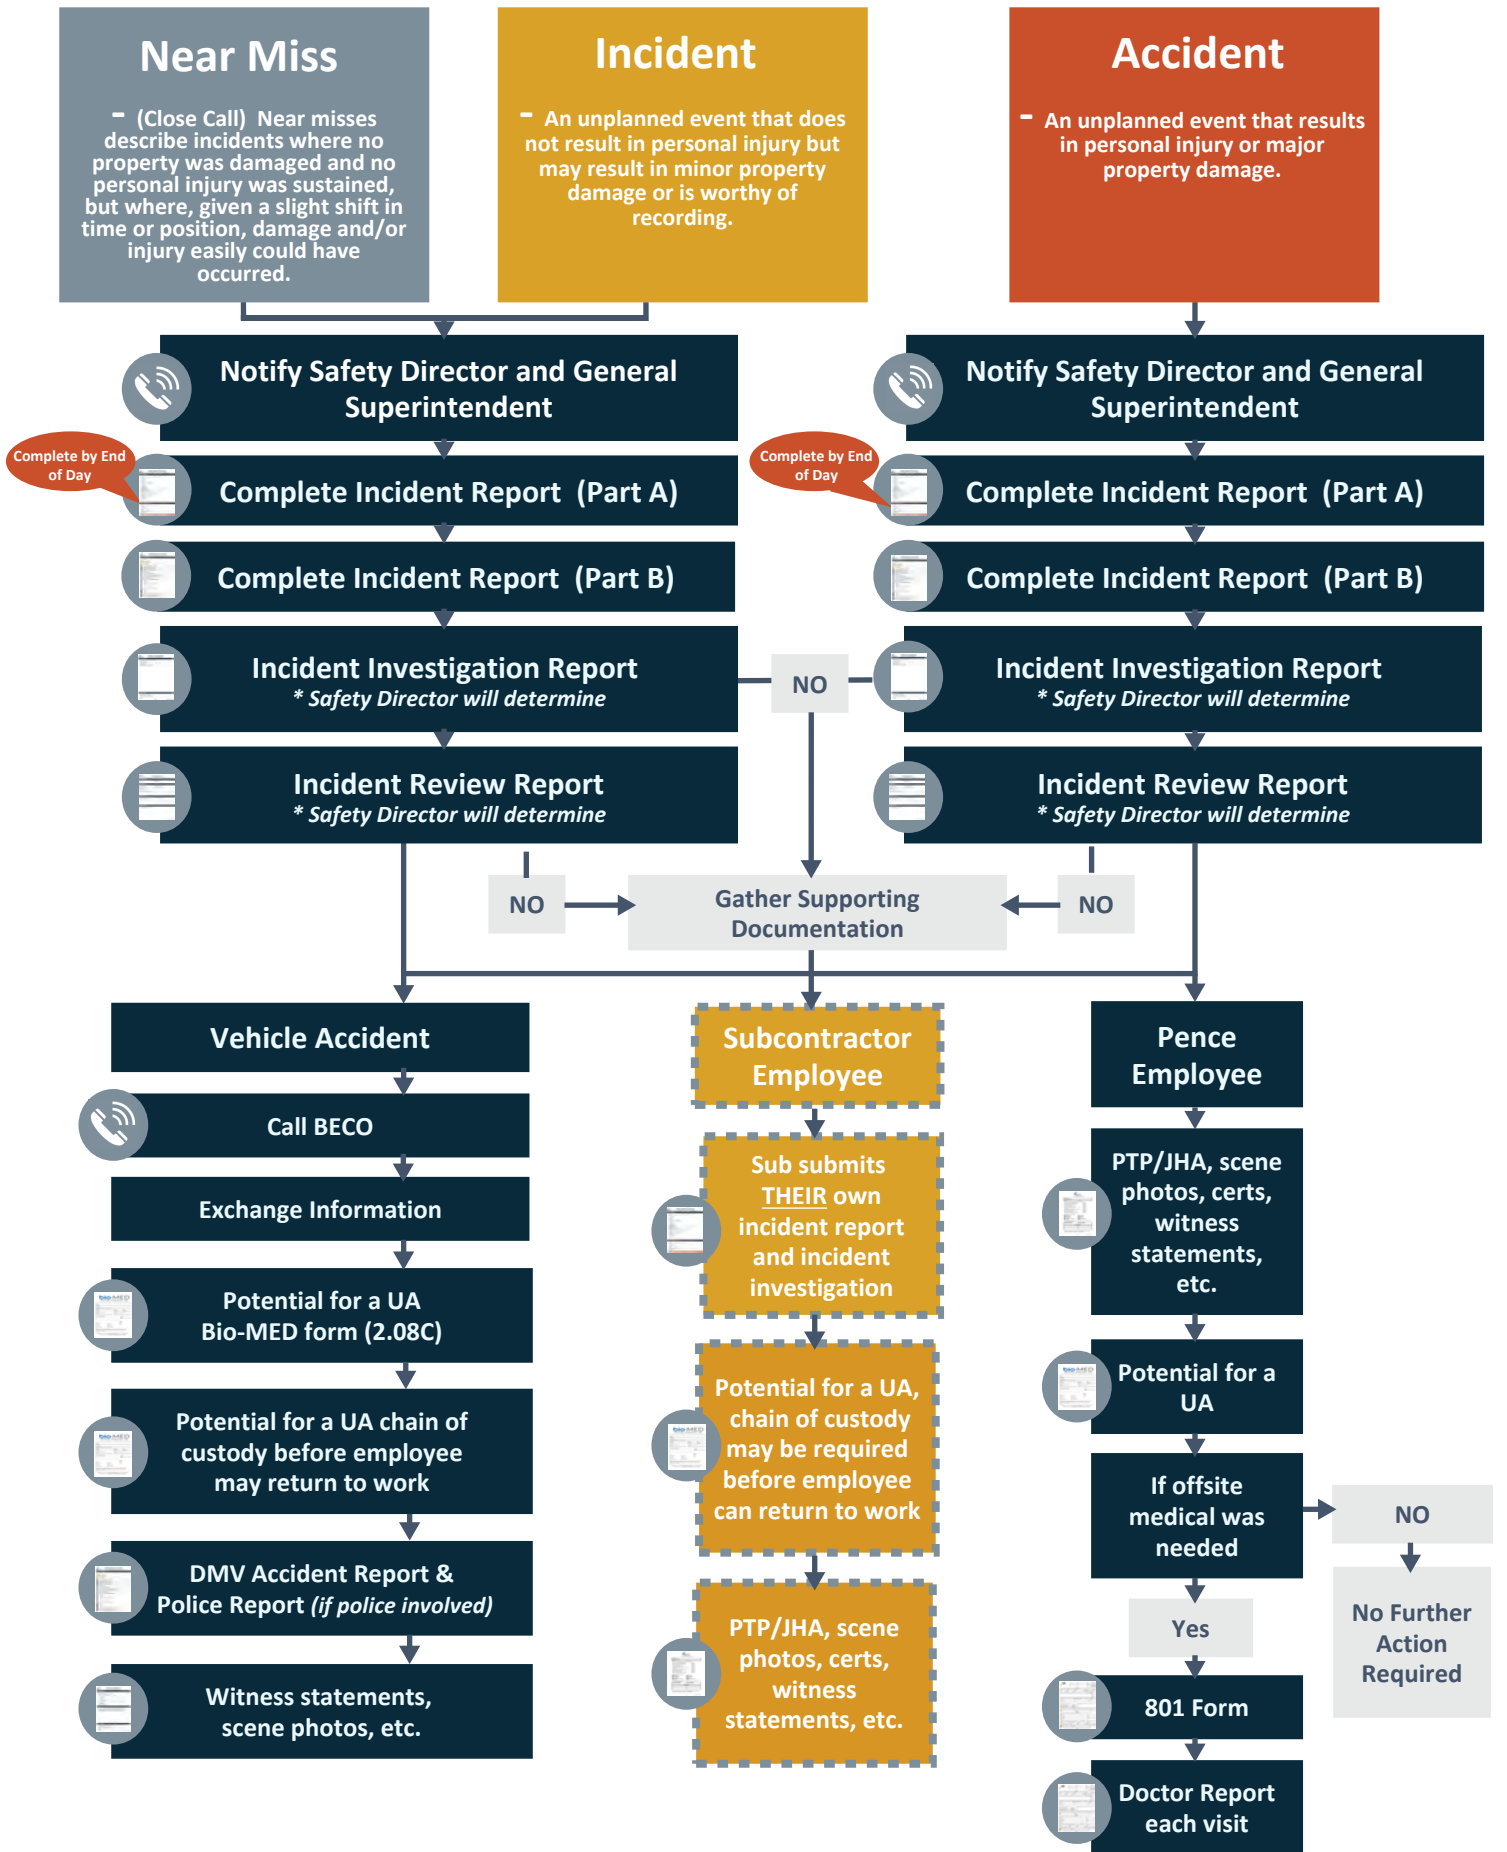 Near Miss
- (Close Call) Near misses
describe incidents where no
property was damaged and no
personal injury was sustained,
but where, given a slight shift in
time or position, damage and/or
injury easily could have
occurred.
Incident
- An unplanned event that does
not result in personal injury but
may result in minor property
damage or is worthy of
recording.
Accident
- An unplanned event that results
in personal injury or major
property damage.
Notify Safety Director and General
Superintendent
Complete by End
of Day
Complete Incident Report (Part A)
Complete Incident Report (Part B)
Incident Investigation Report
* Safety Director will determine
Incident Review Report
* Safety Director will determine
Notify Safety Director and General
Superintendent
Complete by End
of Day
Complete Incident Report (Part A)
Complete Incident Report (Part B)
Incident Investigation Report
* Safety Director will determine
Incident Review Report
* Safety Director will determine
NO
NO
Gather Supporting
Documentation
NO
Vehicle Accident
Call BECO
Exchange Information
Potential for a UA
Bio-MED form (2.08C)
bio-MED
Potential for a UA chain of
custody before employee
may return to work
bio-MED
DMV Accident Report &
Police Report (if police involved)
Witness statements,
scene photos, etc.
Subcontractor
Employee
Sub submits
THEIR own
incident report
and incident
investigation
Potential for a UA,
chain of custody
may be required
before employee
can return to work
bio-MED
PTP/JHA, scene
photos, certs,
witness
statements, etc.
Pence
Employee
PTP/JHA, scene
photos, certs,
witness
statements,
etc.
Potential for a
UA
bio-MED
If offsite
medical was
needed
NO
No Further
Action
Required
Yes
801 Form
Doctor Report
each visit